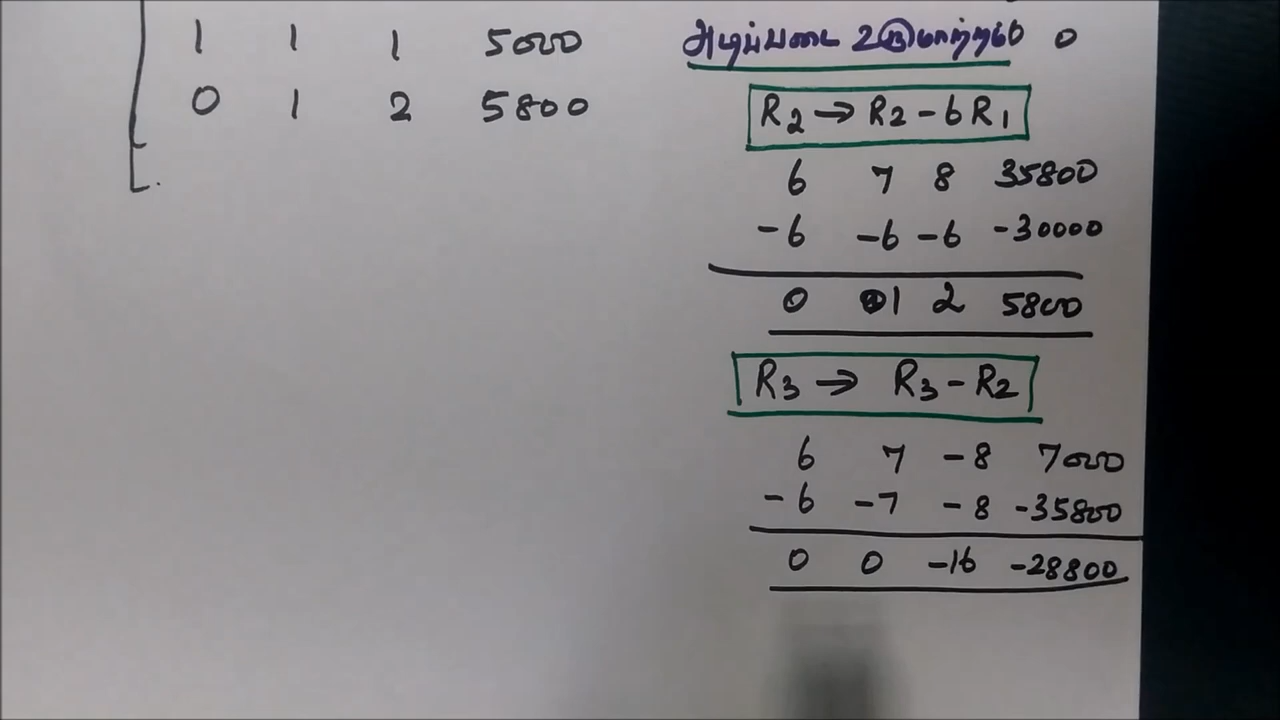 1 1 1 5000
0 1 2 5800
அடிப்படை உருமாற்றம் 0
R2 → R2 - 6R1
6 7 8 35800
-6 -6 -6 -30000
0 1 2 5800
R3 → R3 - R2
6 7 -8 7000
-6 -7 -8 -35800
0 0 -16 -28800